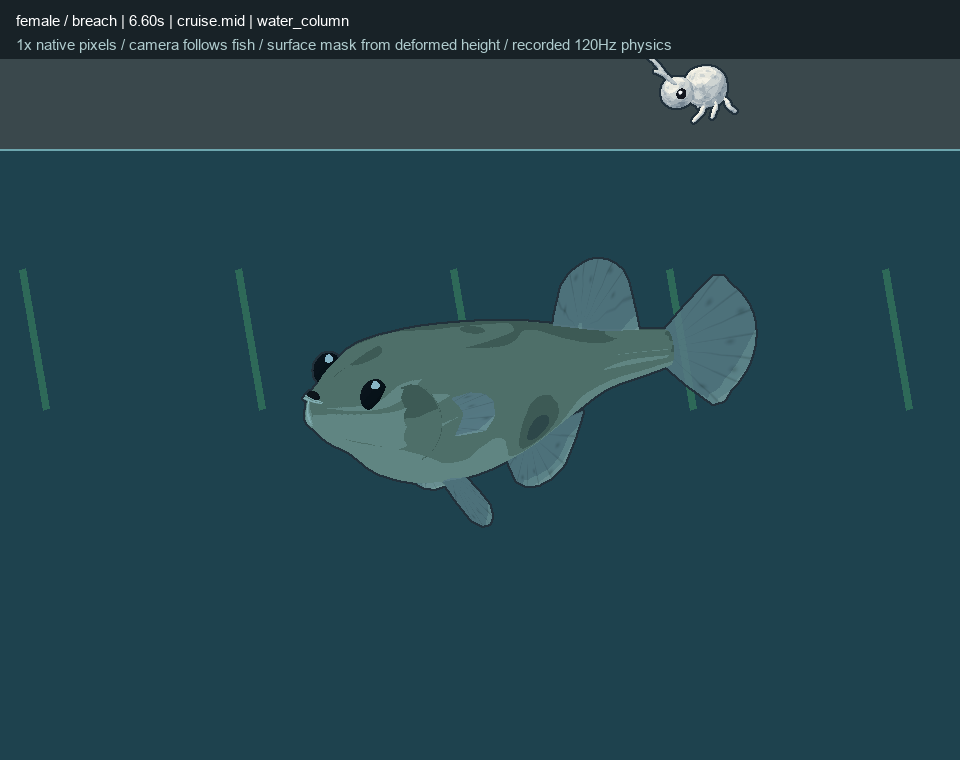 female / breach | 6.60s | cruise.mid | water_column
1x native pixels / camera follows fish / surface mask from deformed height / recorded 120Hz physics